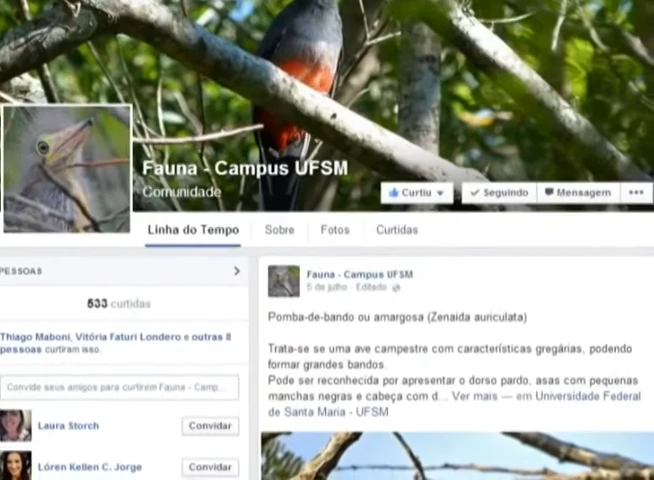 Fauna - Campus UFSM
Comunidade
Curtiu
Seguindo
Mensagem
•••
Linha do Tempo
Sobre
Fotos
Curtidas
PESSOAS
533 curtidas
Thiago Maboni, Vitória Faturi Londero e outras 8
pessoas curtiram isso.
Convide seus amigos para curtirem Fauna - Camp...
Laura Storch
Convidar
Lóren Kellen C. Jorge
Convidar
Fauna - Campus UFSM
5 de julho · Editado
Pomba-de-bando ou amargosa (Zenaida auriculata)
Trata-se se uma ave campestre com características gregárias, podendo
formar grandes bandos.
Pode ser reconhecida por apresentar o dorso pardo, asas com pequenas
manchas negras e cabeça com d... Ver mais — em Universidade Federal
de Santa Maria - UFSM